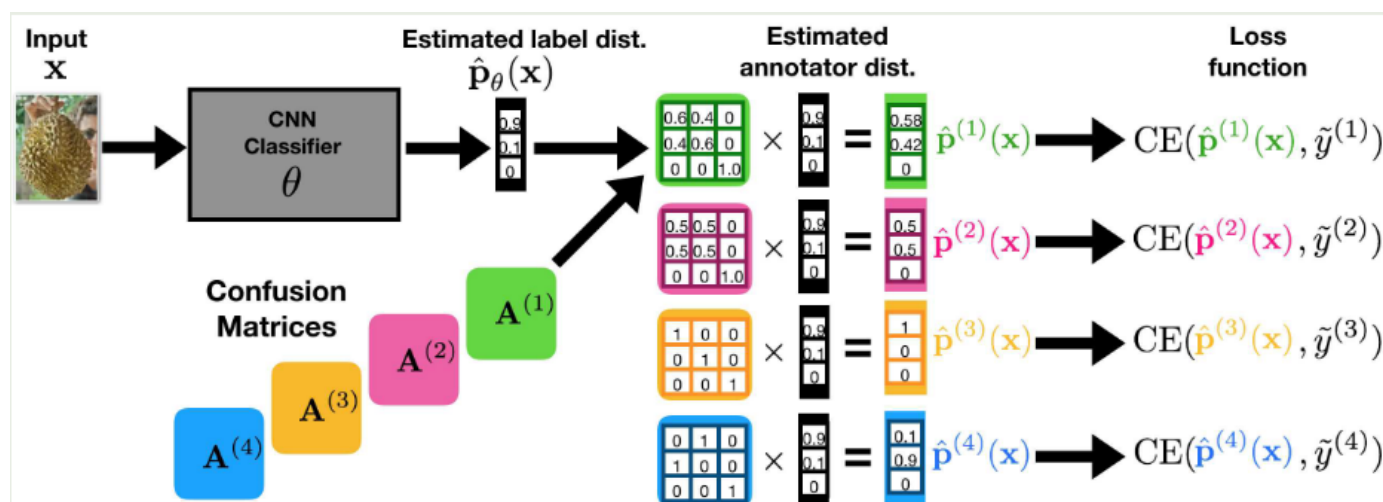 Input
x
Estimated label dist.
p̂_θ(x)
Estimated
annotator dist.
Loss
function
CNN
Classifier
θ
0.9
0.1
0
0.6 0.4 0
0.4 0.6 0
0 0 1.0
×
0.9
0.1
0
=
0.58
0.42
0
p̂^(1)(x)
CE(p̂^(1)(x), ỹ^(1))
0.5 0.5 0
0.5 0.5 0
0 0 1.0
×
0.9
0.1
0
=
0.5
0.5
0
p̂^(2)(x)
CE(p̂^(2)(x), ỹ^(2))
1 0 0
0 1 0
0 0 1
×
0.9
0.1
0
=
1
0
0
p̂^(3)(x)
CE(p̂^(3)(x), ỹ^(3))
0 1 0
1 0 0
0 0 1
×
0.9
0.1
0
=
0.1
0.9
0
p̂^(4)(x)
CE(p̂^(4)(x), ỹ^(4))
Confusion
Matrices
A^(1)
A^(2)
A^(3)
A^(4)